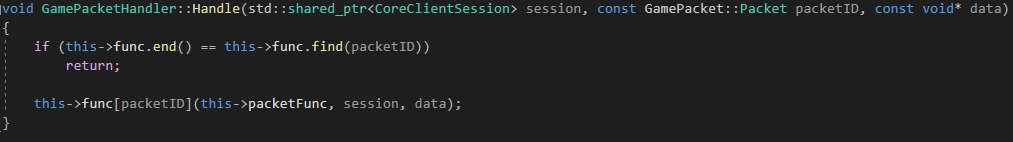 void GamePacketHandler::Handle(std::shared_ptr<CoreClientSession> session, const GamePacket::Packet packetID, const void* data)
{
    if (this->func.end() == this->func.find(packetID))
        return;

    this->func[packetID](this->packetFunc, session, data);
}